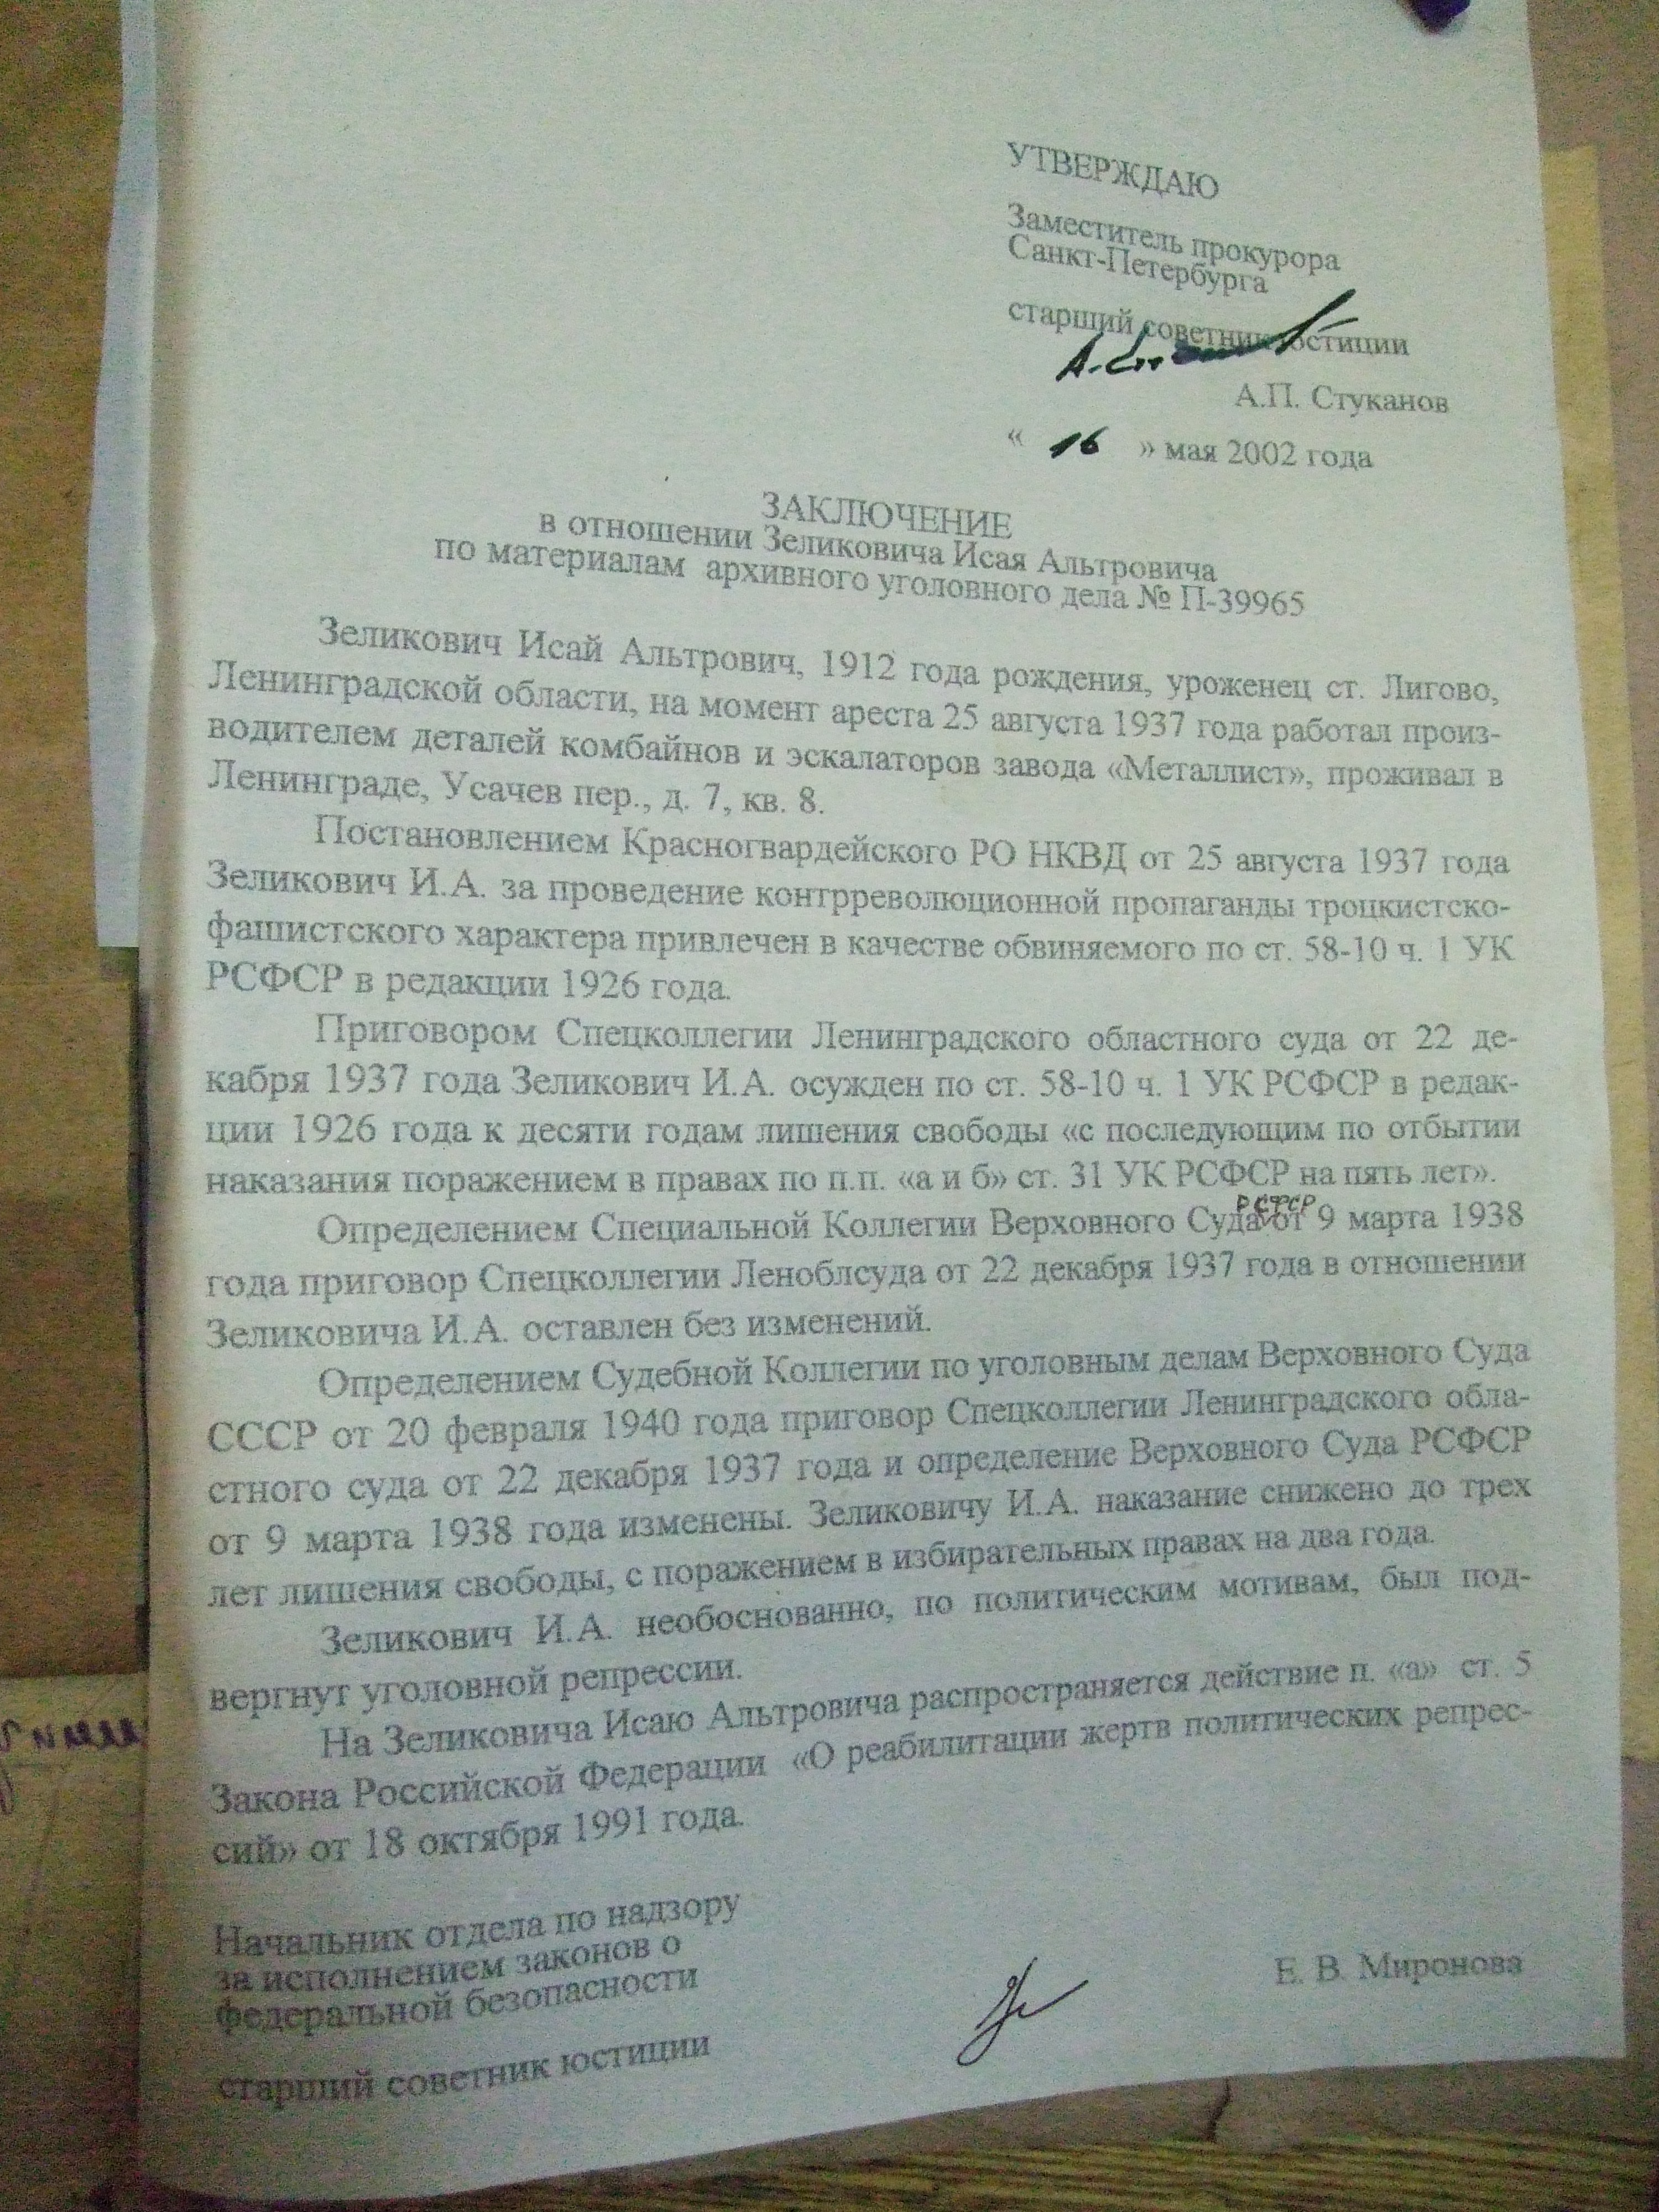 УТВЕРЖДАЮ
Заместитель прокурора
Санкт-Петербурга
старший советник юстиции
А.П. Стуканов
« 16 » мая 2002 года
ЗАКЛЮЧЕНИЕ
в отношении Зеликовича Исая Альтровича
по материалам архивного уголовного дела № П-39965
Зеликович Исай Альтрович, 1912 года рождения, уроженец ст. Лигово,
Ленинградской области, на момент ареста 25 августа 1937 года работал произ-
водителем деталей комбайнов и эскалаторов завода «Металлист», проживал в
Ленинграде, Усачев пер., д. 7, кв. 8.
Постановлением Красногвардейского РО НКВД от 25 августа 1937 года
Зеликович И.А. за проведение контрреволюционной пропаганды троцкистско-
фашистского характера привлечен в качестве обвиняемого по ст. 58-10 ч. 1 УК
РСФСР в редакции 1926 года.
Приговором Спецколлегии Ленинградского областного суда от 22 де-
кабря 1937 года Зеликович И.А. осужден по ст. 58-10 ч. 1 УК РСФСР в редак-
ции 1926 года к десяти годам лишения свободы «с последующим по отбытии
наказания поражением в правах по п.п. «а и б» ст. 31 УК РСФСР на пять лет».
РСФСР
Определением Специальной Коллегии Верховного Суда от 9 марта 1938
года приговор Спецколлегии Леноблсуда от 22 декабря 1937 года в отношении
Зеликовича И.А. оставлен без изменений.
Определением Судебной Коллегии по уголовным делам Верховного Суда
СССР от 20 февраля 1940 года приговор Спецколлегии Ленинградского обла-
стного суда от 22 декабря 1937 года и определение Верховного Суда РСФСР
от 9 марта 1938 года изменены. Зеликовичу И.А. наказание снижено до трех
лет лишения свободы, с поражением в избирательных правах на два года.
Зеликович И.А. необоснованно, по политическим мотивам, был под-
вергнут уголовной репрессии.
На Зеликовича Исаю Альтровича распространяется действие п. «а» ст. 5
Закона Российской Федерации «О реабилитации жертв политических репрес-
сий» от 18 октября 1991 года.
Начальник отдела по надзору
за исполнением законов о
федеральной безопасности
Е. В. Миронова
старший советник юстиции